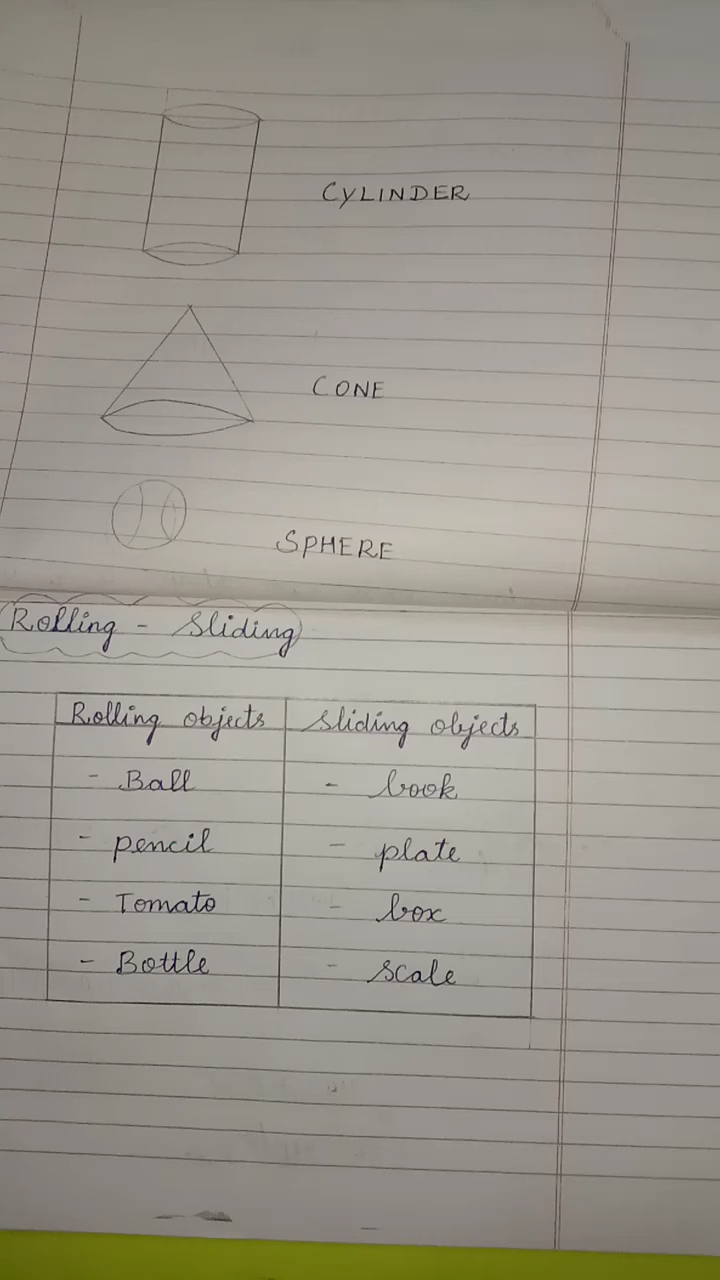 CYLINDER
CONE
SPHERE
Rolling - Sliding
Rolling objects sliding objects
- Ball - book
- pencil - plate
- Tomato - box
- Bottle - scale